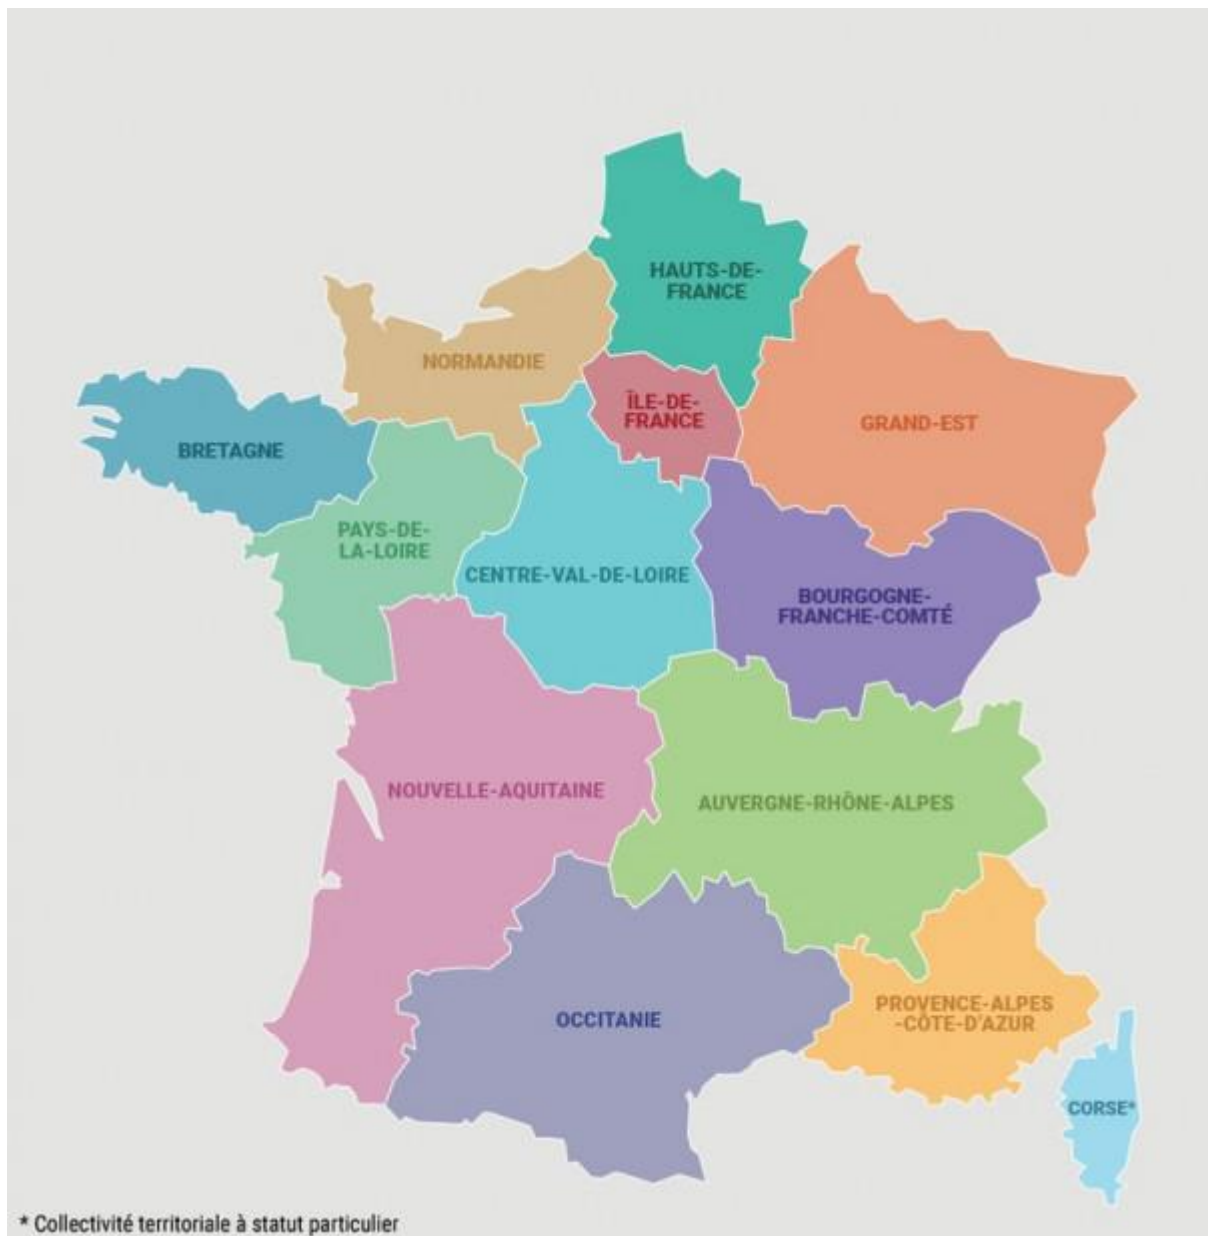 HAUTS-DE-
FRANCE
NORMANDIE
ÎLE-DE-
FRANCE
GRAND-EST
BRETAGNE
PAYS-DE-
LA-LOIRE
CENTRE-VAL-DE-LOIRE
BOURGOGNE-
FRANCHE-COMTÉ
NOUVELLE-AQUITAINE
AUVERGNE-RHÔNE-ALPES
OCCITANIE
PROVENCE-ALPES
-CÔTE-D'AZUR
CORSE*
* Collectivité territoriale à statut particulier